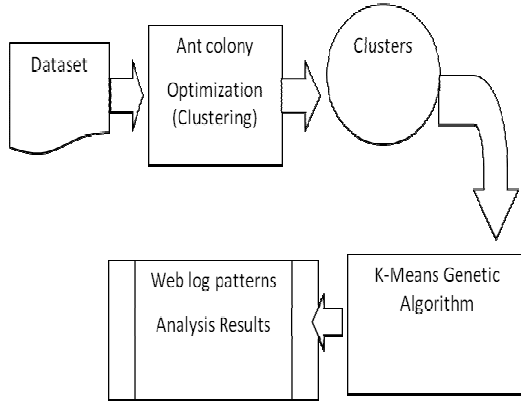 Dataset
Ant colony
Optimization
(Clustering)
Clusters
K-Means Genetic
Algorithm
Web log patterns
Analysis Results